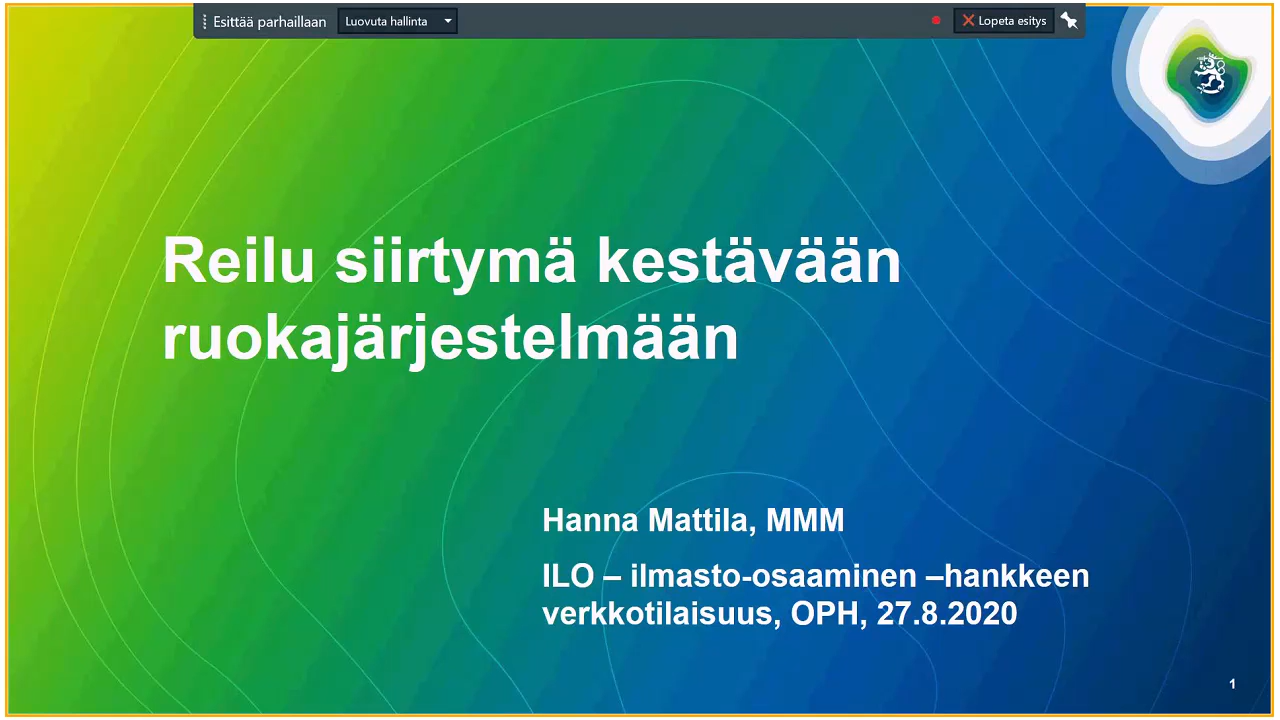 Esittää parhaillaan Luovuta hallinta Lopeta esitys
Reilu siirtymä kestävään
ruokajärjestelmään
Hanna Mattila, MMM
ILO – ilmasto-osaaminen –hankkeen
verkkotilaisuus, OPH, 27.8.2020
1